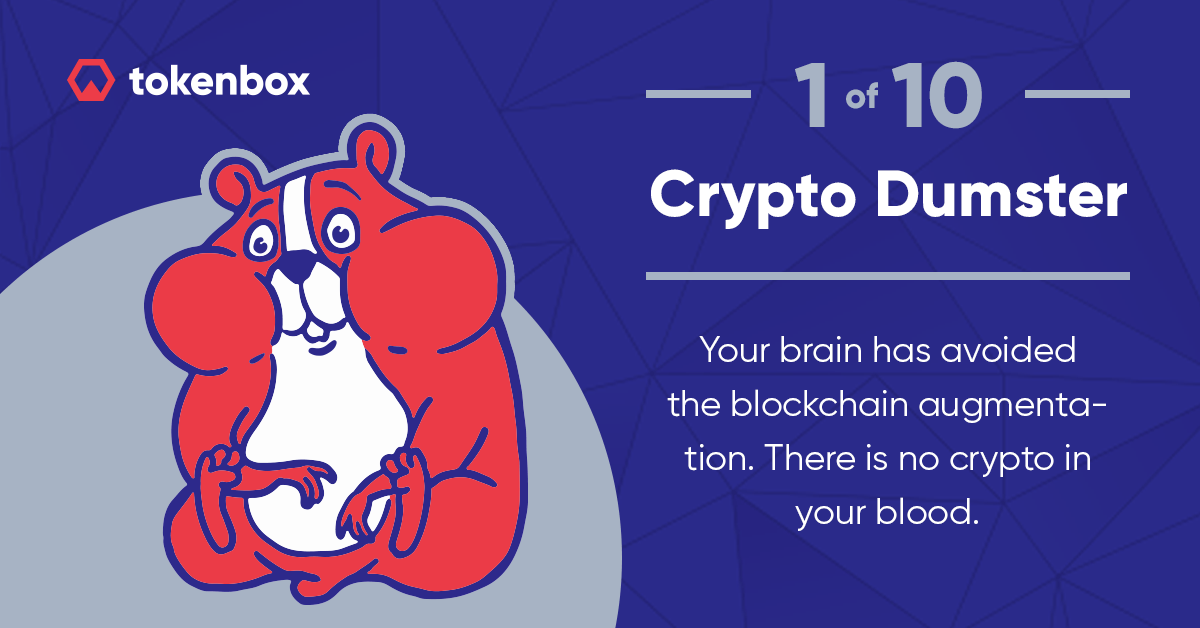 tokenbox
1 of 10
Crypto Dumster
Your brain has avoided
the blockchain augmenta-
tion. There is no crypto in
your blood.